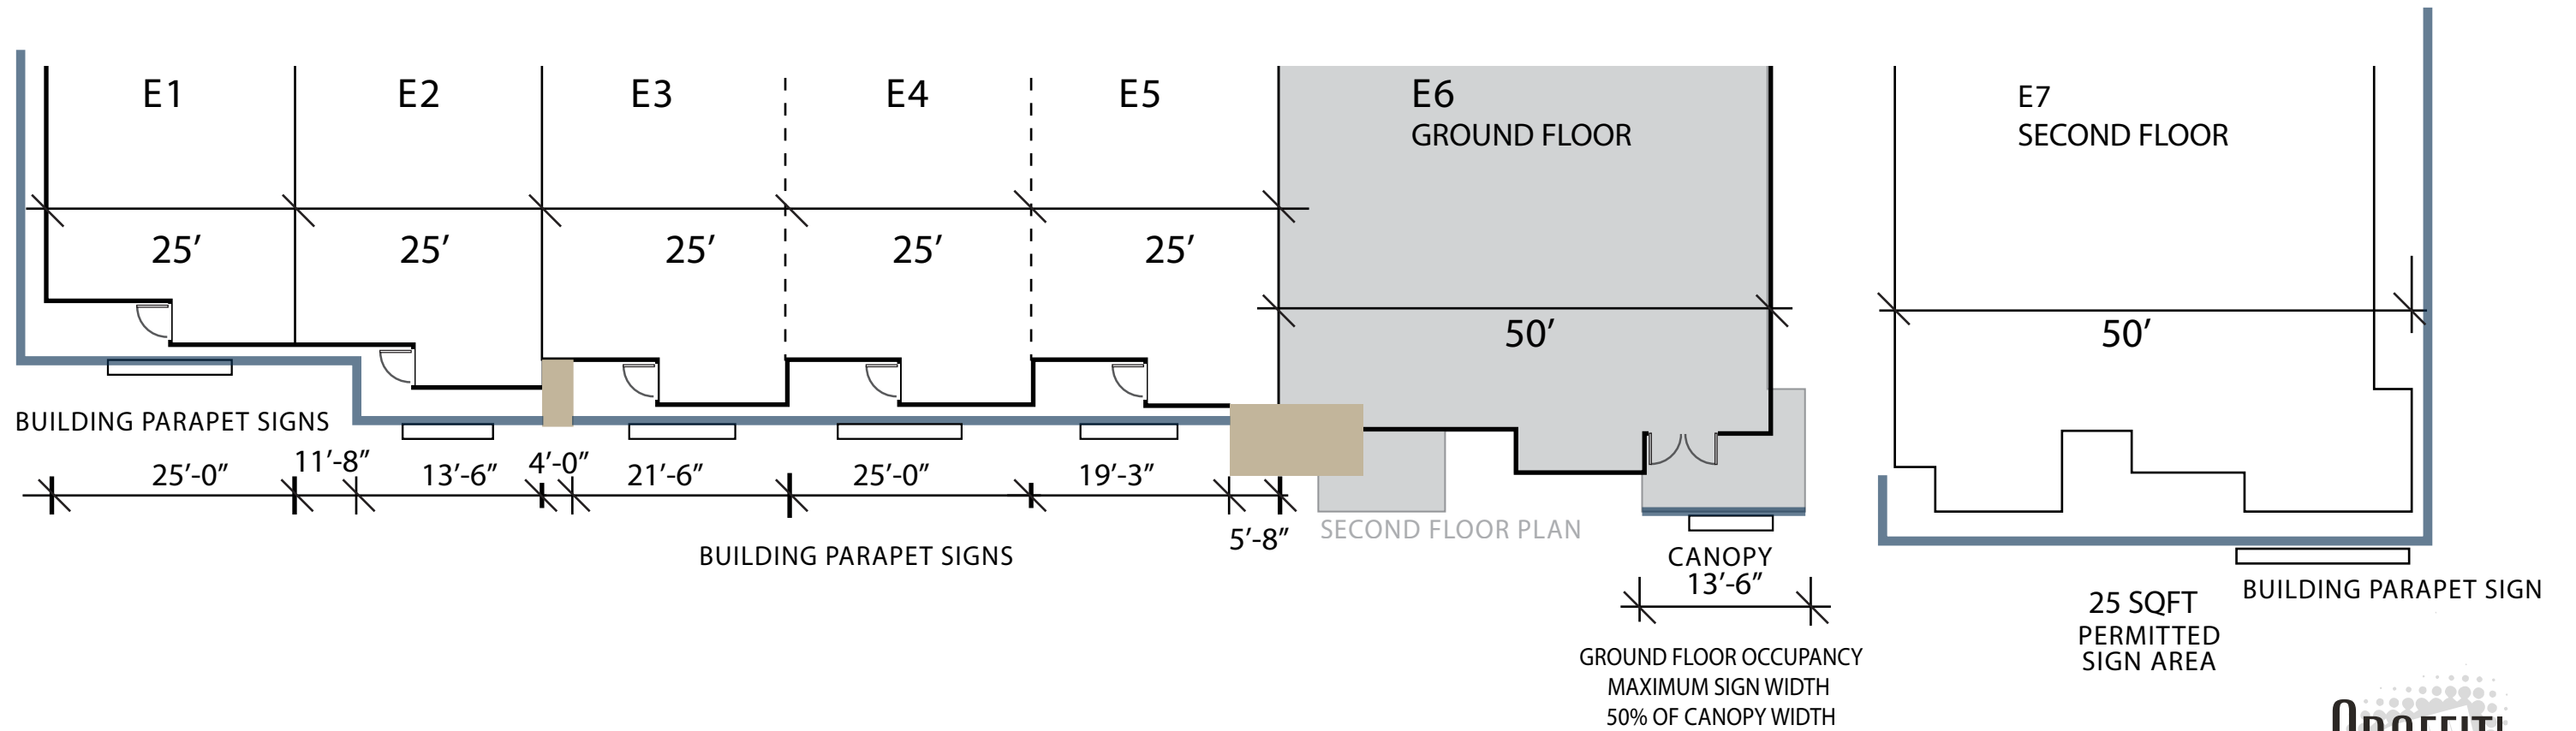 E1
E2
E3
E4
E5
E6
GROUND FLOOR
E7
SECOND FLOOR
25′
25′
25′
25′
25′
50′
50′
BUILDING PARAPET SIGNS
25′-0″
11′-8″
13′-6″
4′-0″
21′-6″
25′-0″
19′-3″
5′-8″
SECOND FLOOR PLAN
BUILDING PARAPET SIGNS
CANOPY
13′-6″
GROUND FLOOR OCCUPANCY
MAXIMUM SIGN WIDTH
50% OF CANOPY WIDTH
BUILDING PARAPET SIGN
25 SQFT
PERMITTED
SIGN AREA